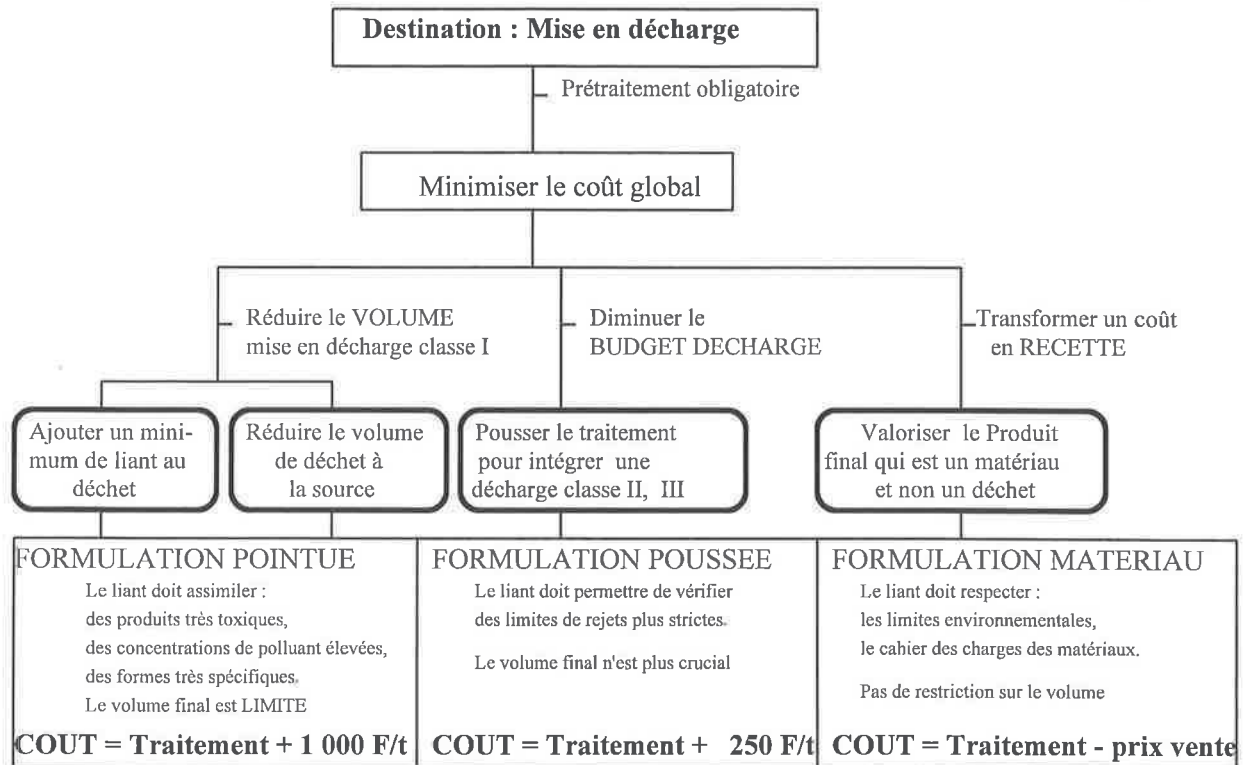 Destination : Mise en décharge
Prétraitement obligatoire
Minimiser le coût global
Réduire le VOLUME
mise en décharge classe I
Diminuer le
BUDGET DECHARGE
Transformer un coût
en RECETTE
Ajouter un mini-
mum de liant au
déchet
Réduire le volume
de déchet à
la source
Pousser le traitement
pour intégrer une
décharge classe II, III
Valoriser le Produit
final qui est un matériau
et non un déchet
FORMULATION POINTUE
Le liant doit assimiler :
des produits très toxiques,
des concentrations de polluant élevées,
des formes très spécifiques.
Le volume final est LIMITE
COUT = Traitement + 1 000 F/t
FORMULATION POUSSEE
Le liant doit permettre de vérifier
des limites de rejets plus strictes.
Le volume final n'est plus crucial
COUT = Traitement + 250 F/t
FORMULATION MATERIAU
Le liant doit respecter :
les limites environnementales,
le cahier des charges des matériaux.
Pas de restriction sur le volume
COUT = Traitement - prix vente